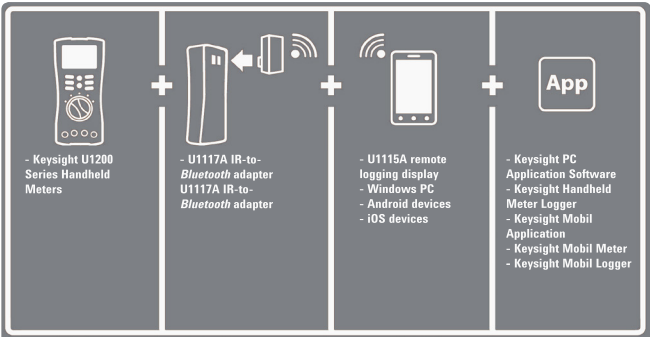 App
- Keysight U1200
Series Handheld
Meters
- U1117A IR-to-
Bluetooth adapter
U1117A IR-to-
Bluetooth adapter
- U1115A remote
logging display
- Windows PC
- Android devices
- iOS devices
- Keysight PC
Application Software
- Keysight Handheld
Meter Logger
- Keysight Mobil
Application
- Keysight Mobil Meter
- Keysight Mobil Logger